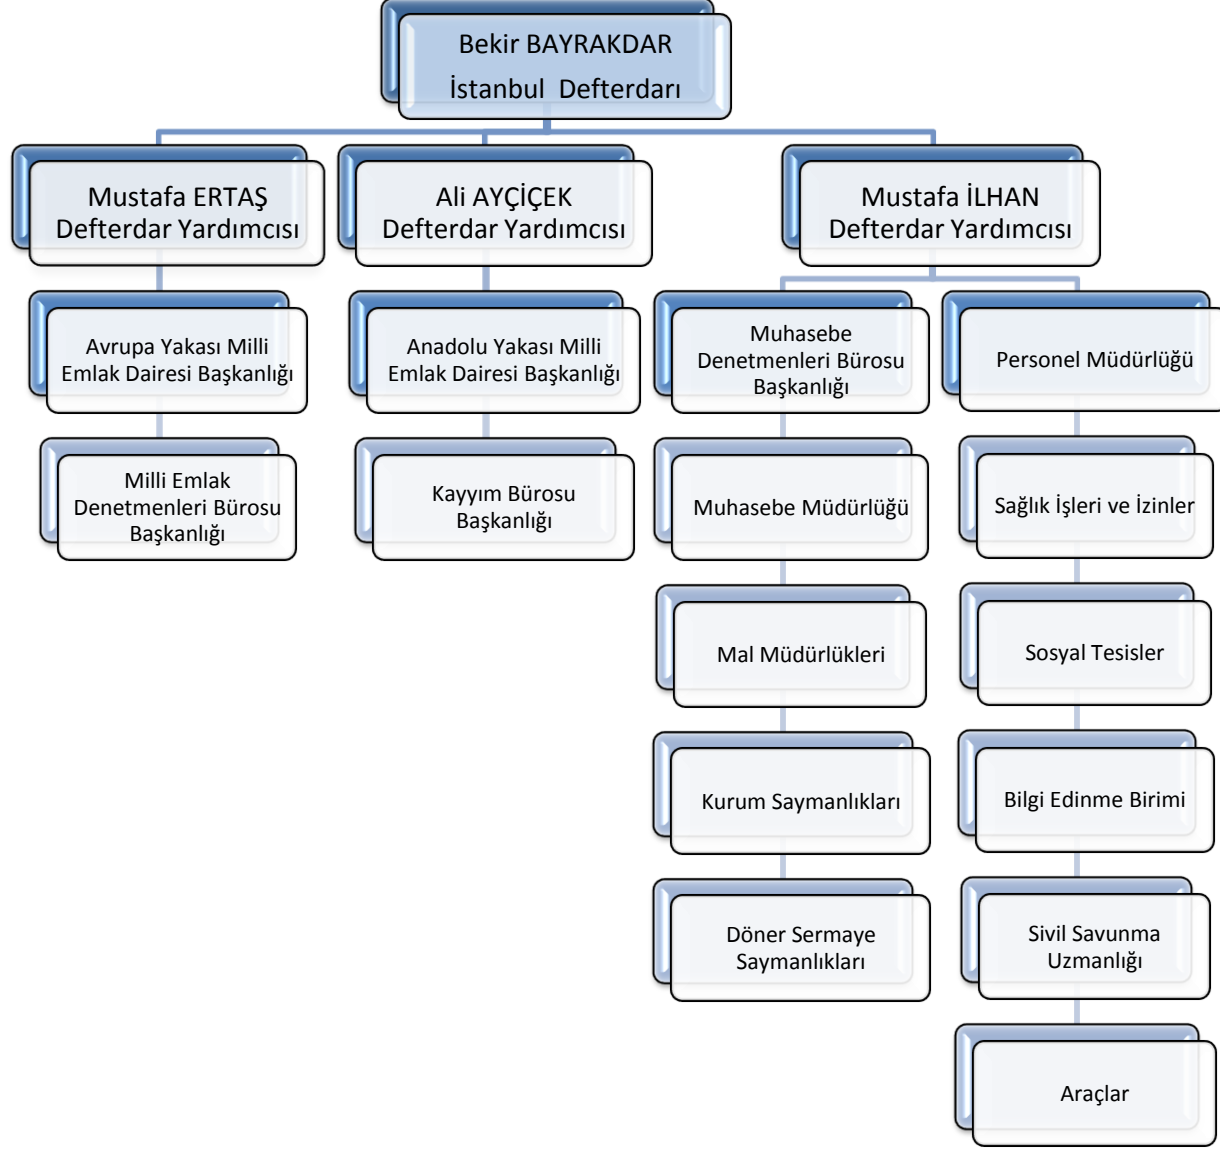 Bekir BAYRAKDAR
İstanbul Defterdarı
Mustafa ERTAŞ
Defterdar Yardımcısı
Ali AYÇİÇEK
Defterdar Yardımcısı
Mustafa İLHAN
Defterdar Yardımcısı
Avrupa Yakası Milli
Emlak Dairesi Başkanlığı
Milli Emlak
Denetmenleri Bürosu
Başkanlığı
Anadolu Yakası Milli
Emlak Dairesi Başkanlığı
Kayyım Bürosu
Başkanlığı
Muhasebe
Denetmenleri Bürosu
Başkanlığı
Muhasebe Müdürlüğü
Mal Müdürlükleri
Kurum Saymanlıkları
Döner Sermaye
Saymanlıkları
Personel Müdürlüğü
Sağlık İşleri ve İzinler
Sosyal Tesisler
Bilgi Edinme Birimi
Sivil Savunma
Uzmanlığı
Araçlar